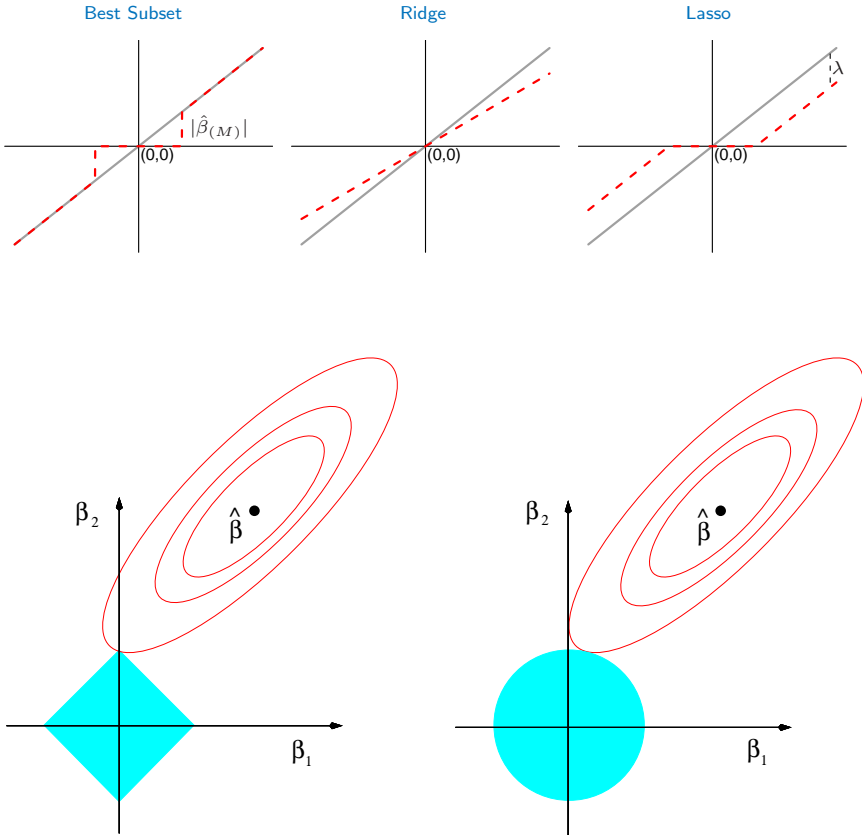 Best Subset
Ridge
Lasso
|β̂(M)|
λ
(0,0)
(0,0)
(0,0)
β₂
β̂
β₁
β₂
β̂
β₁